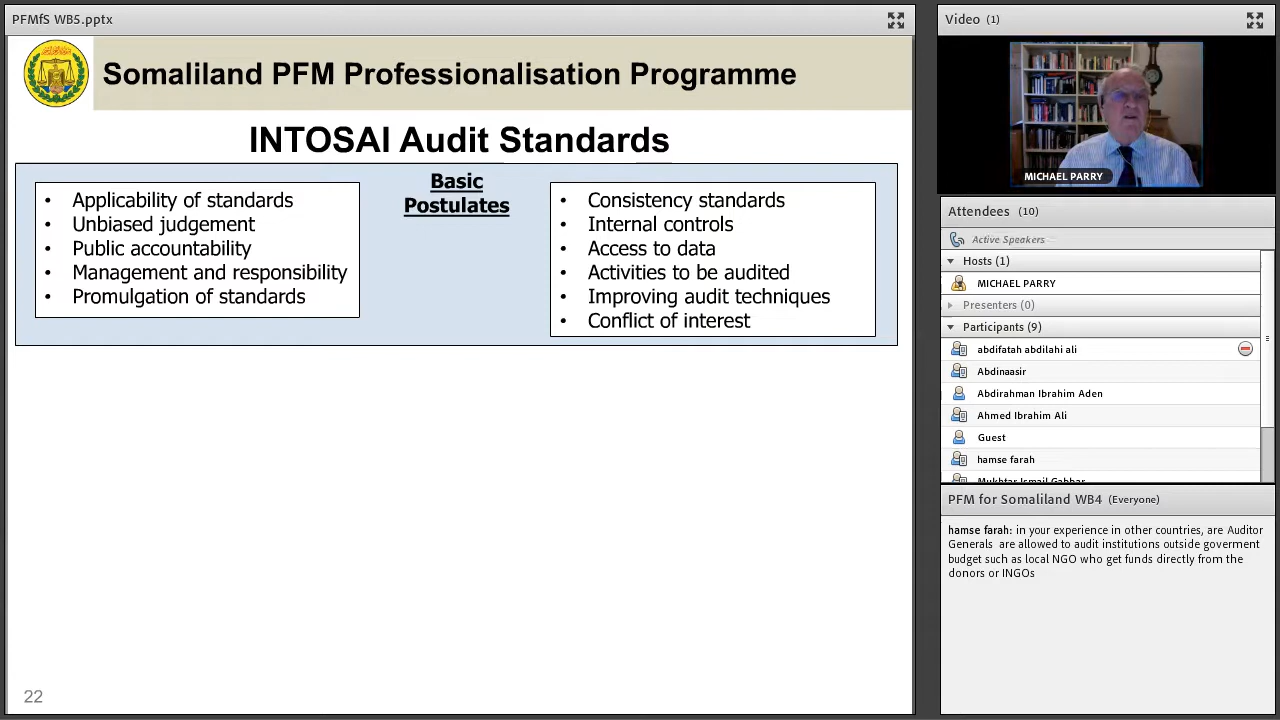 PFMfS WB5.pptx
Somaliland PFM Professionalisation Programme
INTOSAI Audit Standards
Basic
Postulates
• Applicability of standards
• Unbiased judgement
• Public accountability
• Management and responsibility
• Promulgation of standards
• Consistency standards
• Internal controls
• Access to data
• Activities to be audited
• Improving audit techniques
• Conflict of interest
22
Video (1)
MICHAEL PARRY
Attendees (10)
Active Speakers
Hosts (1)
MICHAEL PARRY
Presenters (0)
Participants (9)
abdifatah abdilahi ali
Abdinaasir
Abdirahman Ibrahim Aden
Ahmed Ibrahim Ali
Guest
hamse farah
Mukhtar Ismail Gabbar
PFM for Somaliland WB4 (Everyone)
hamse farah: in your experience in other countries, are Auditor
Generals are allowed to audit institutions outside goverment
budget such as local NGO who get funds directly from the
donors or INGOs